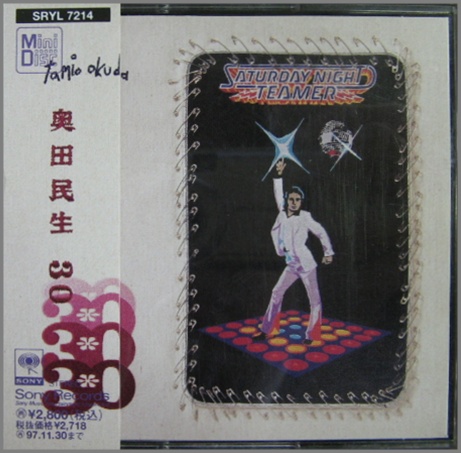 SRYL 7214
Mini
Disc
tamio okuda
奥田民生 30
SATURDAY NIGHT
TEAMER
SONY
Sony Records
¥2,800(税込)
税抜価格¥2,718
97.11.30まで